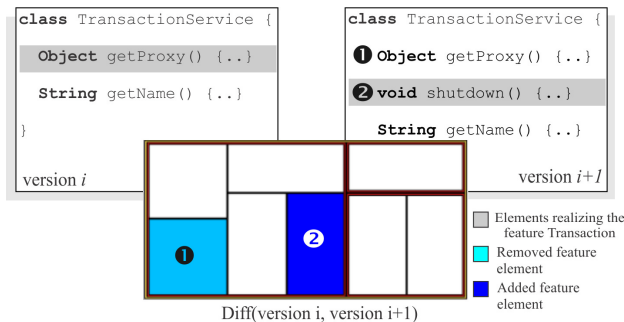 class TransactionService {
Object getProxy() {..}
String getName() {..}
}
version i
class TransactionService {
❶ Object getProxy() {..}
❷ void shutdown() {..}
String getName() {..}
version i+1
❶
❷
Elements realizing the
feature Transaction
Removed feature
element
Added feature
element
Diff(version i, version i+1)